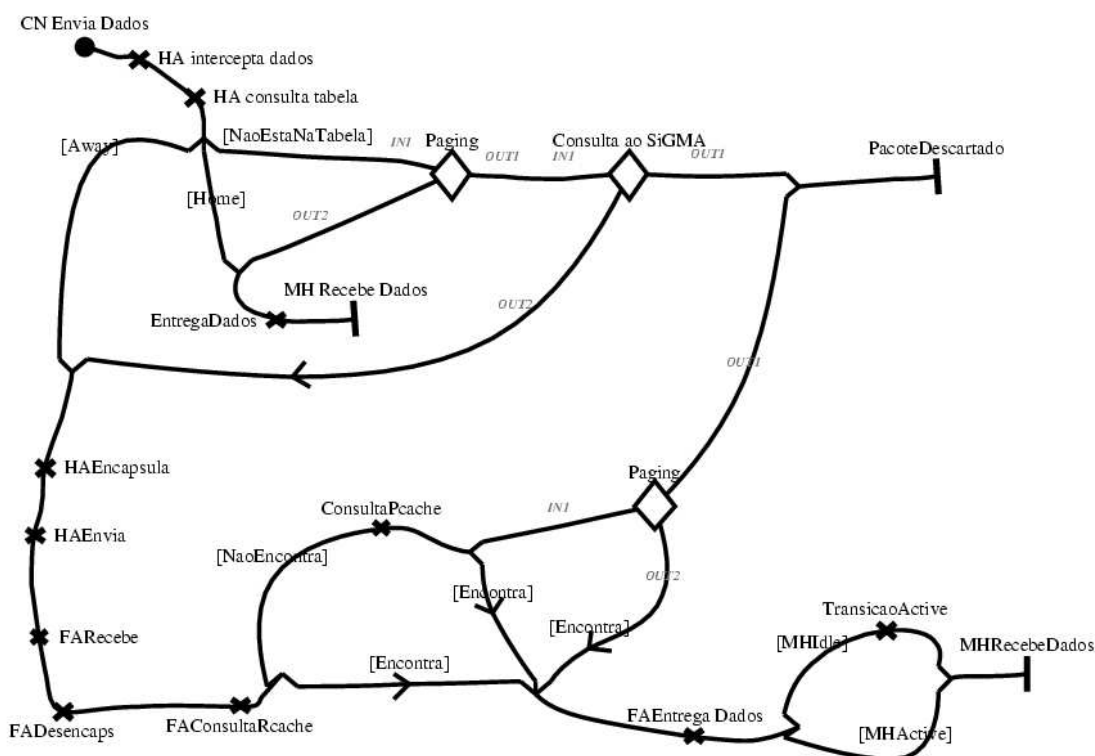 CN Envia Dados
HA intercepta dados
HA consulta tabela
[Away]
[NaoEstaNaTabela]
IN1
Paging
OUT1
IN1
Consulta ao SiGMA
OUT1
PacoteDescartado
[Home]
OUT2
MH Recebe Dados
EntregaDados
OUT2
OUT1
HAEncapsula
HAEnvia
Paging
ConsultaPcache
IN1
[NaoEncontra]
OUT2
[Encontra]
[Encontra]
TransicaoActive
FARecebe
[MHIdle]
MHRecebeDados
[Encontra]
FADesencaps
FAConsultaRcache
FAEntrega Dados
[MHActive]